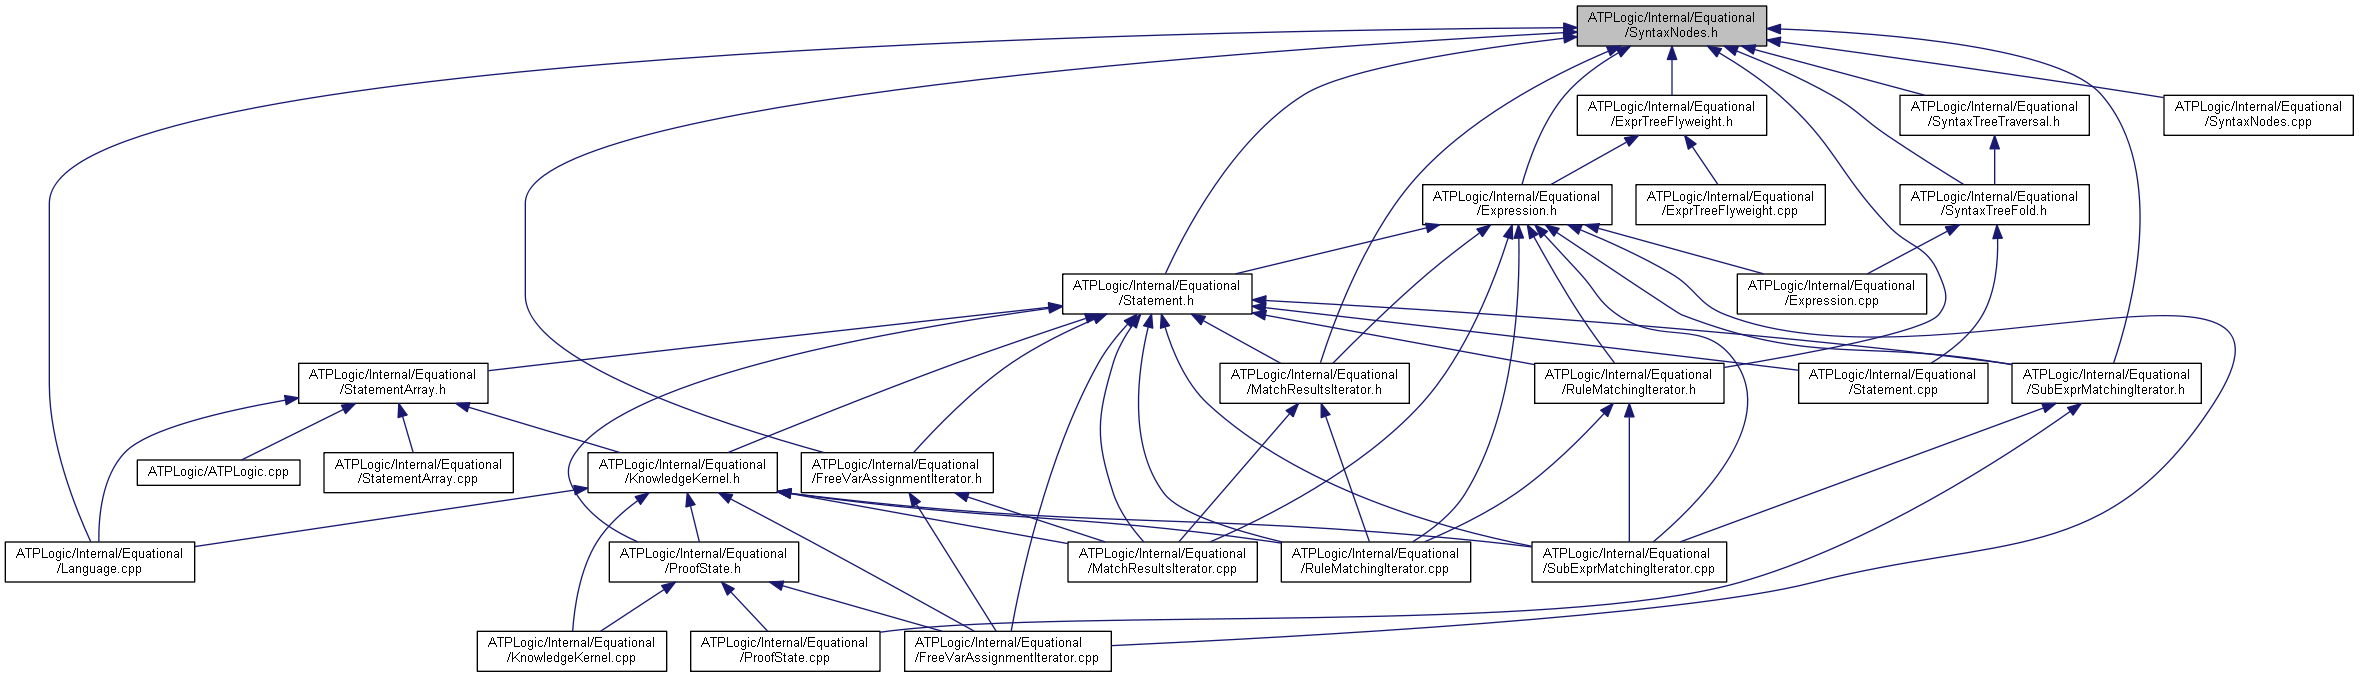 ATPLogic/Internal/Equational
/SyntaxNodes.h
ATPLogic/Internal/Equational
/ExprTreeFlyweight.h
ATPLogic/Internal/Equational
/SyntaxTreeTraversal.h
ATPLogic/Internal/Equational
/SyntaxNodes.cpp
ATPLogic/Internal/Equational
/Expression.h
ATPLogic/Internal/Equational
/ExprTreeFlyweight.cpp
ATPLogic/Internal/Equational
/SyntaxTreeFold.h
ATPLogic/Internal/Equational
/Statement.h
ATPLogic/Internal/Equational
/Expression.cpp
ATPLogic/Internal/Equational
/StatementArray.h
ATPLogic/Internal/Equational
/MatchResultsIterator.h
ATPLogic/Internal/Equational
/RuleMatchingIterator.h
ATPLogic/Internal/Equational
/Statement.cpp
ATPLogic/Internal/Equational
/SubExprMatchingIterator.h
ATPLogic/ATPLogic.cpp
ATPLogic/Internal/Equational
/StatementArray.cpp
ATPLogic/Internal/Equational
/KnowledgeKernel.h
ATPLogic/Internal/Equational
/FreeVarAssignmentIterator.h
ATPLogic/Internal/Equational
/Language.cpp
ATPLogic/Internal/Equational
/ProofState.h
ATPLogic/Internal/Equational
/MatchResultsIterator.cpp
ATPLogic/Internal/Equational
/RuleMatchingIterator.cpp
ATPLogic/Internal/Equational
/SubExprMatchingIterator.cpp
ATPLogic/Internal/Equational
/KnowledgeKernel.cpp
ATPLogic/Internal/Equational
/ProofState.cpp
ATPLogic/Internal/Equational
/FreeVarAssignmentIterator.cpp